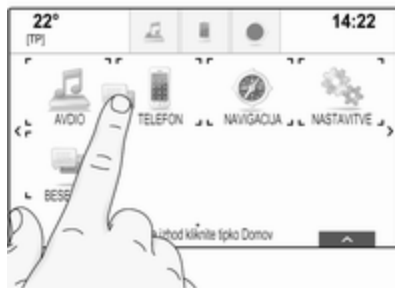 22° 14:22
[TP]
AVDIO TELEFON NAVIGACIJA NASTAVITVE
izhod kliknite tipko Domov